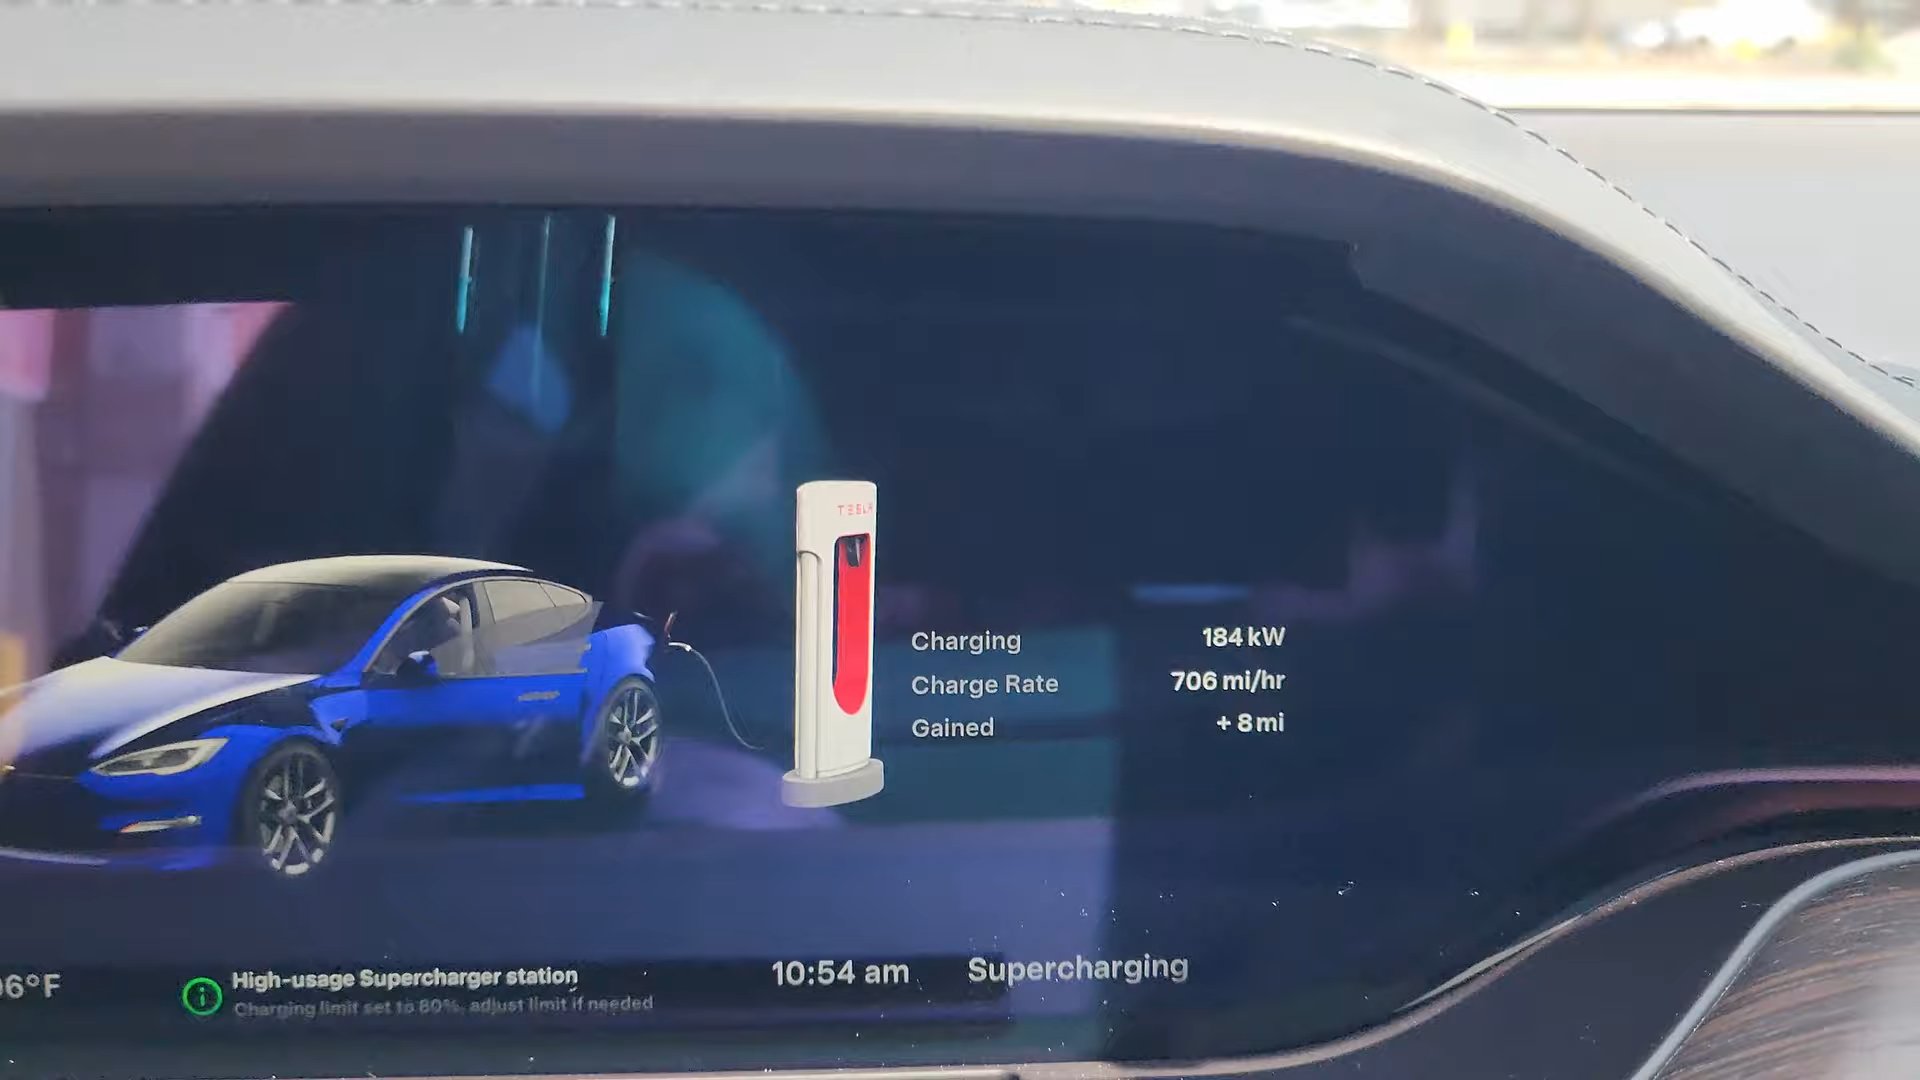 TESLA
Charging 184 kW
Charge Rate 706 mi/hr
Gained + 8 mi
6°F
High-usage Supercharger station
Charging limit set to 80%, adjust limit if needed
10:54 am
Supercharging